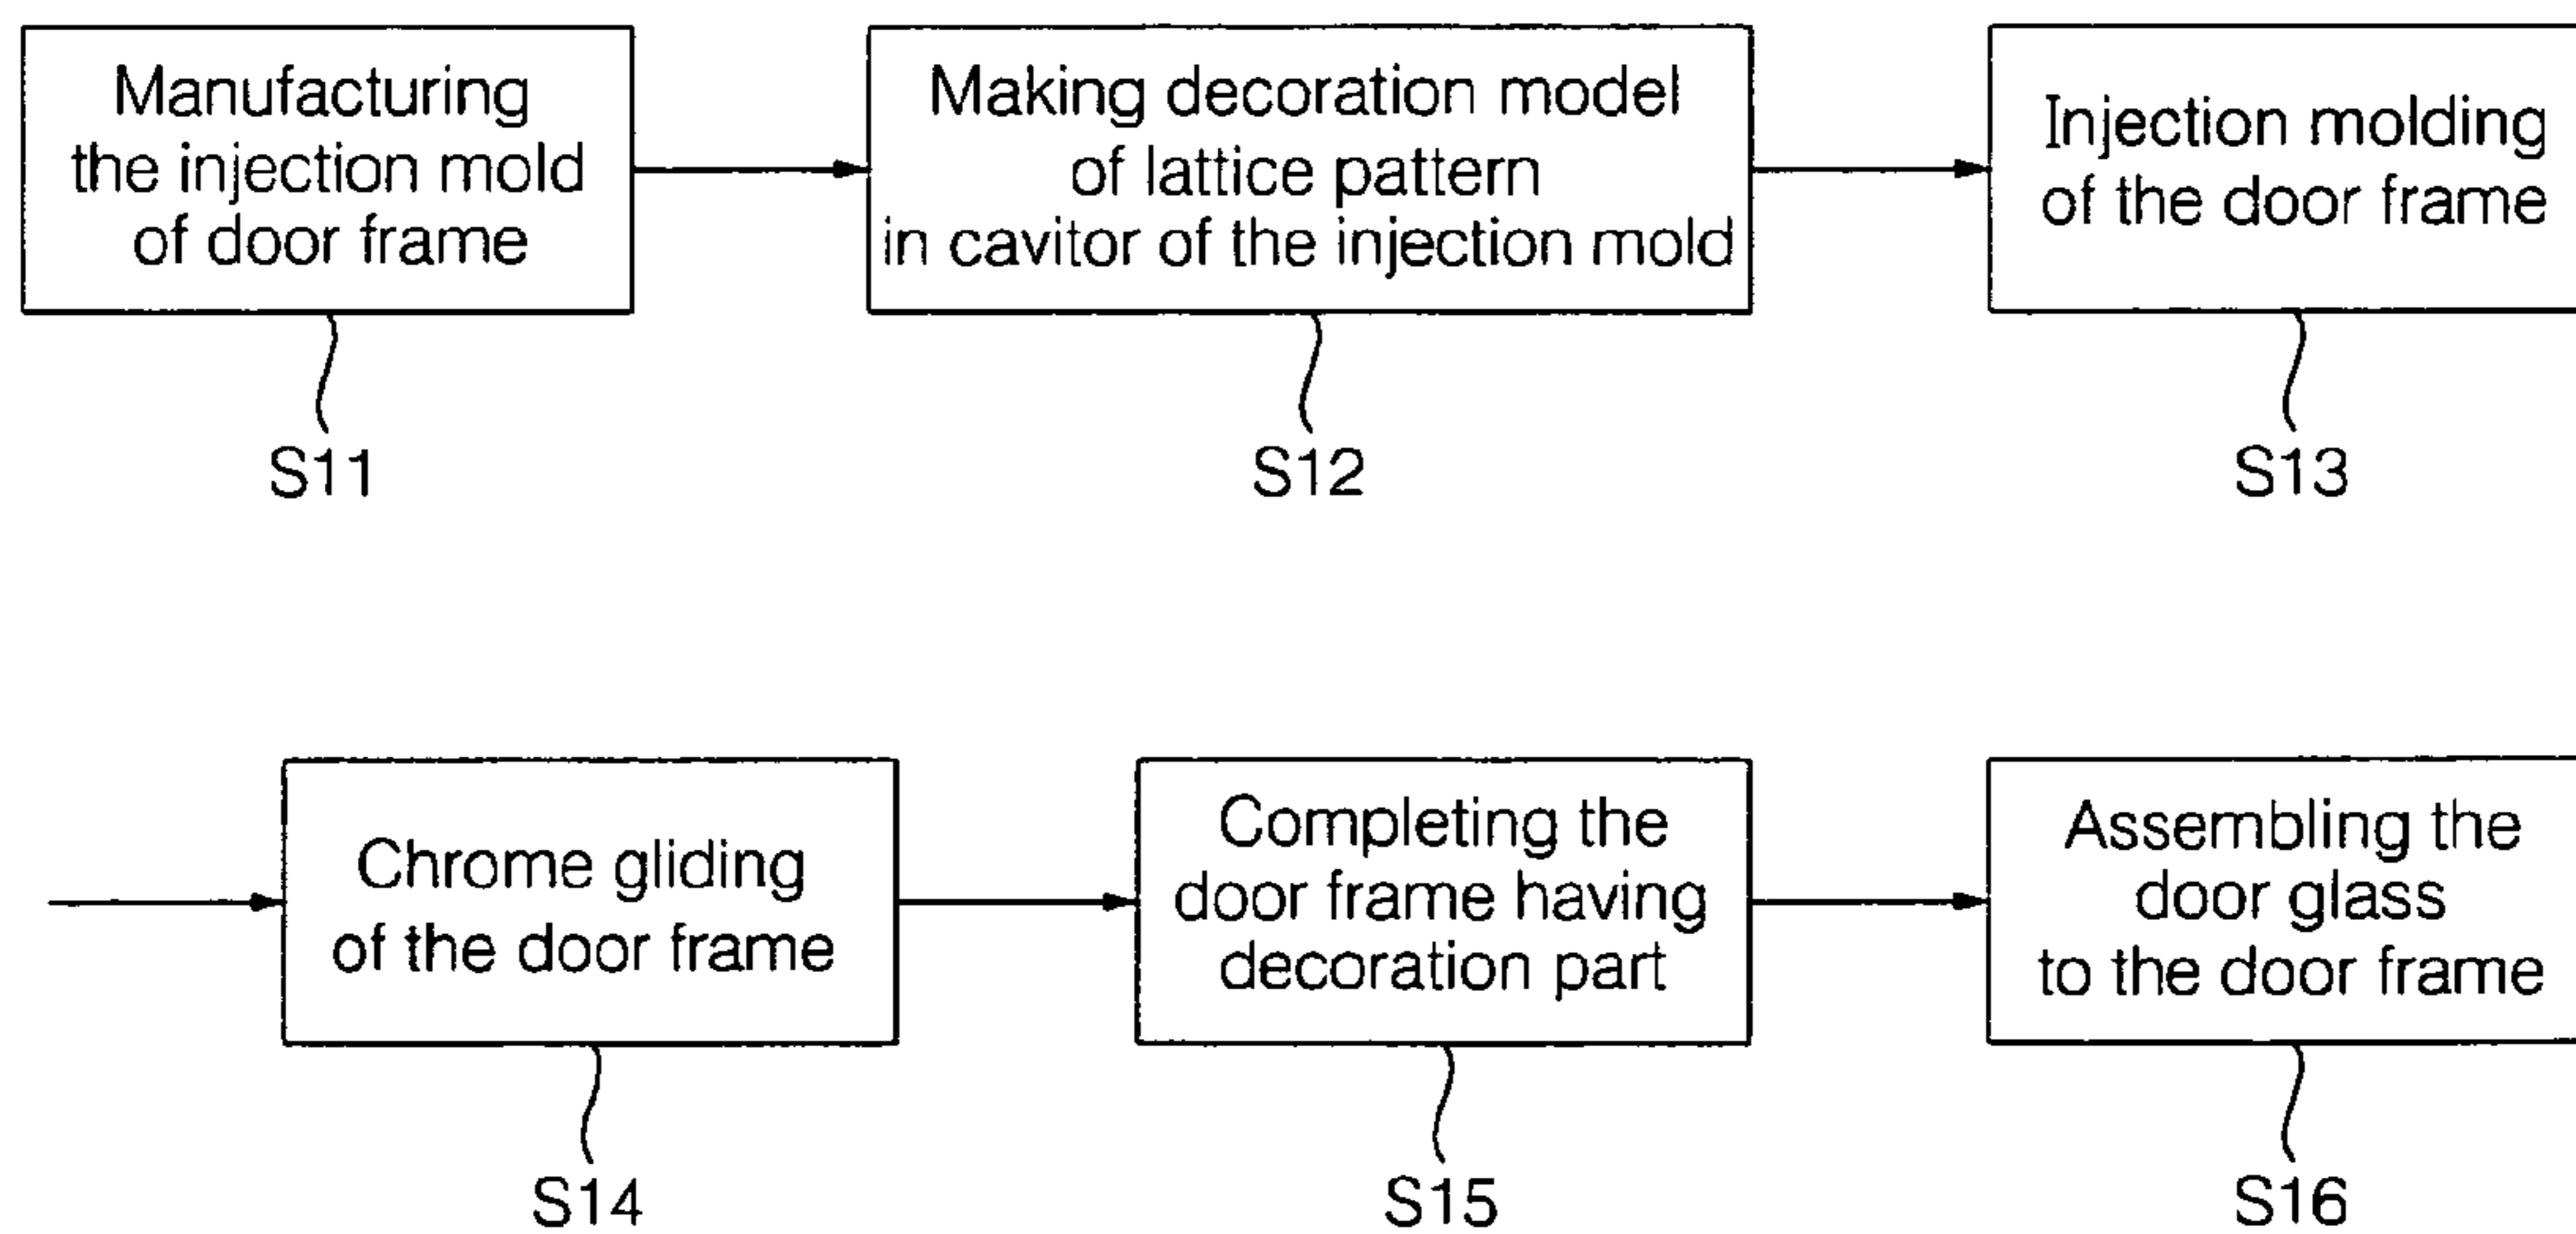 Manufacturing
the injection mold
of door frame
S11
Making decoration model
of lattice pattern
in cavitor of the injection mold
S12
Injection molding
of the door frame
S13
Chrome gliding
of the door frame
S14
Completing the
door frame having
decoration part
S15
Assembling the
door glass
to the door frame
S16